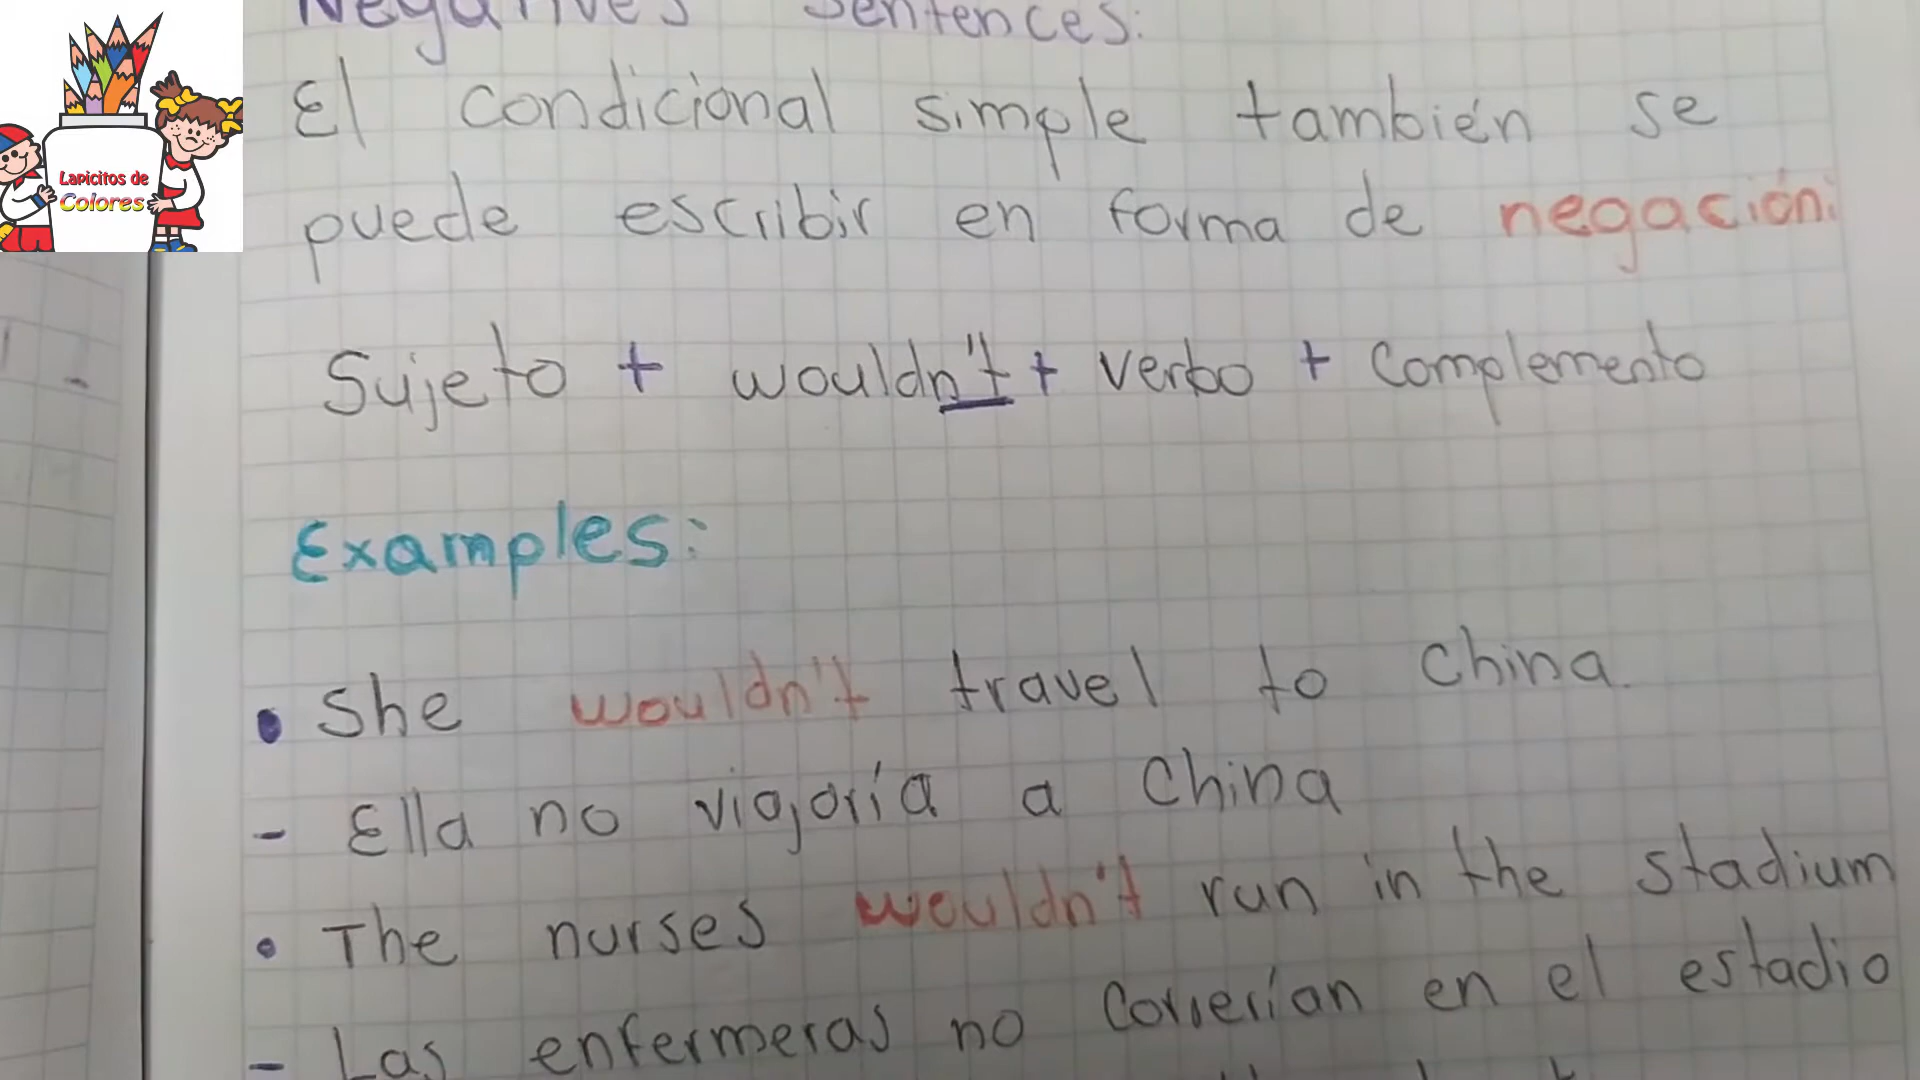 Lapicitos de
Colores
Negatives sentences:
El condicional simple también se
puede escribir en forma de negación:
Sujeto + wouldn't + verbo + Complemento
Examples:
• She wouldn't travel to China.
- Ella no viajaría a China
• The nurses wouldn't run in the stadium
- Las enfermeras no correrían en el estadio